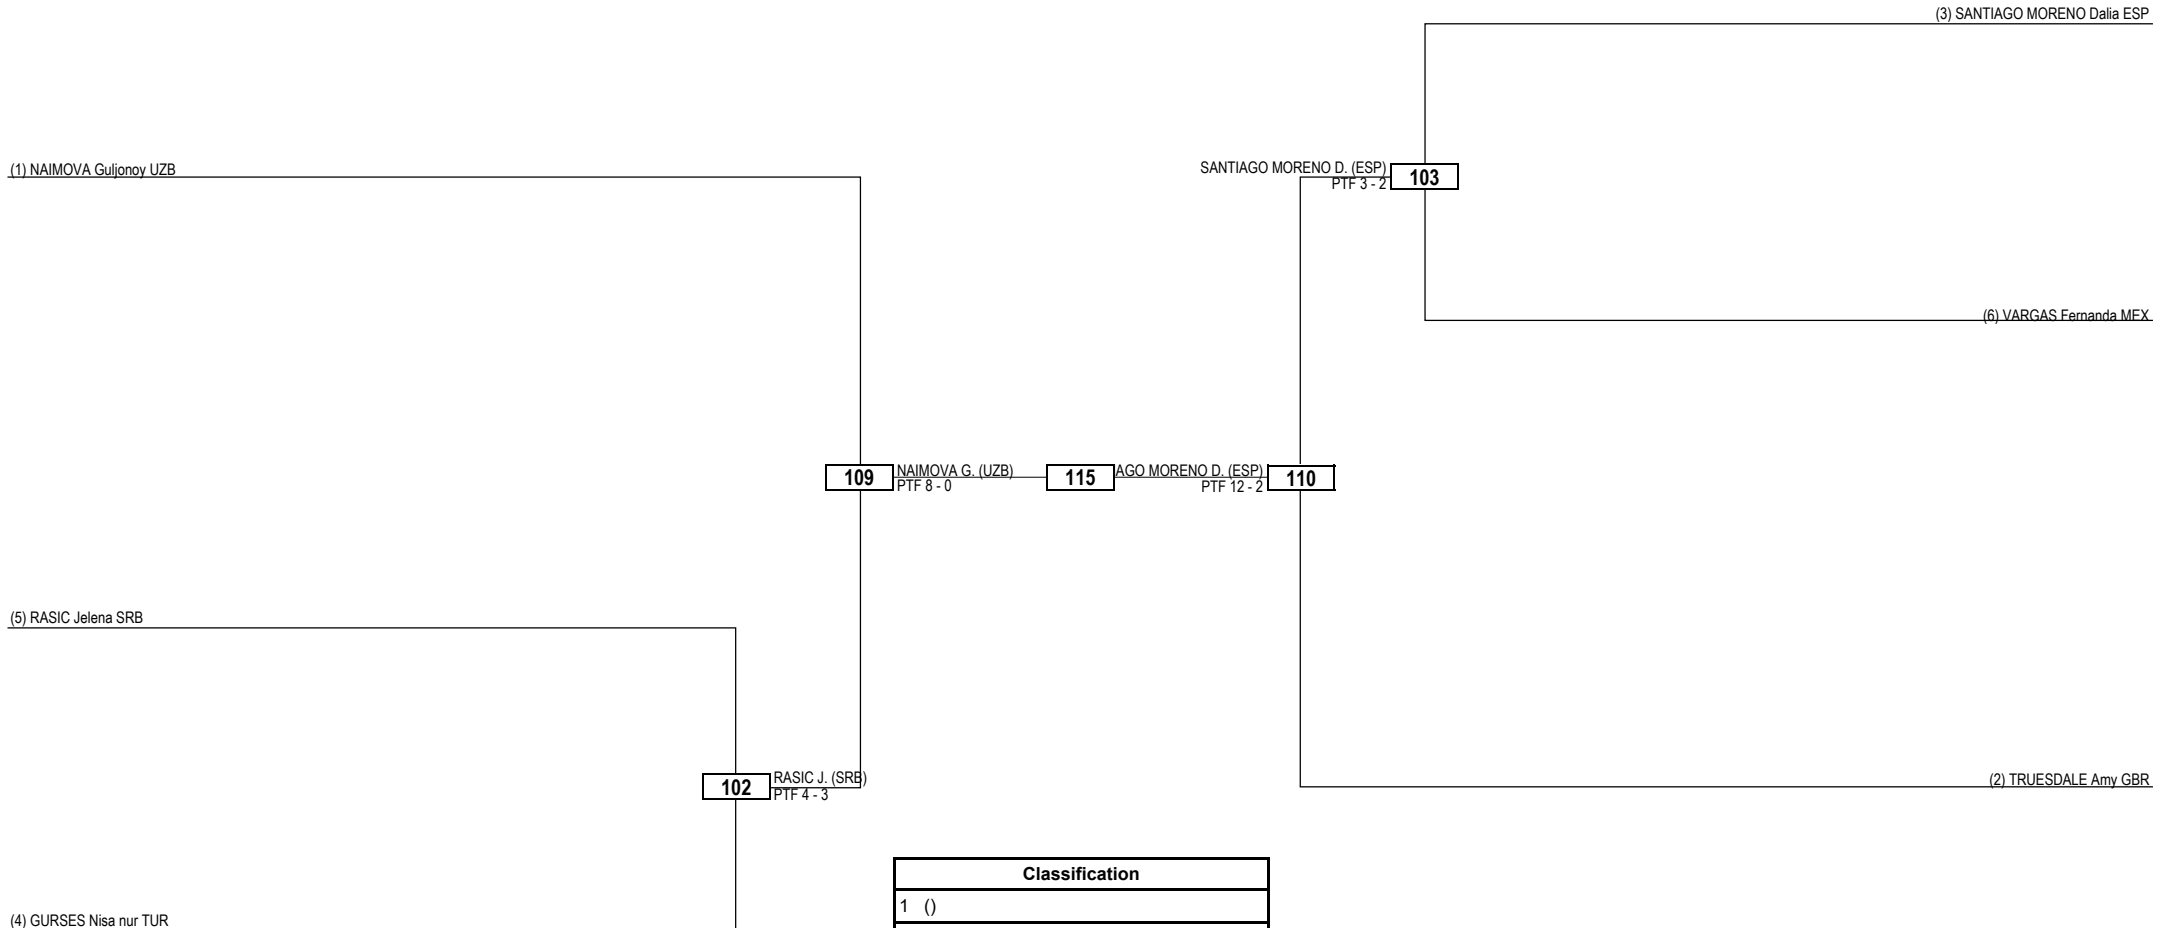 (3) SANTIAGO MORENO Dalia ESP
(1) NAIMOVA Guljonoy UZB
SANTIAGO MORENO D. (ESP)
PTF 3 - 2
103
(6) VARGAS Fernanda MEX
109
NAIMOVA G. (UZB)
PTF 8 - 0
115
AGO MORENO D. (ESP)
PTF 12 - 2
110
(5) RASIC Jelena SRB
102
RASIC J. (SRB)
PTF 4 - 3
(2) TRUESDALE Amy GBR
Classification
1 ()
(4) GURSES Nisa nur TUR